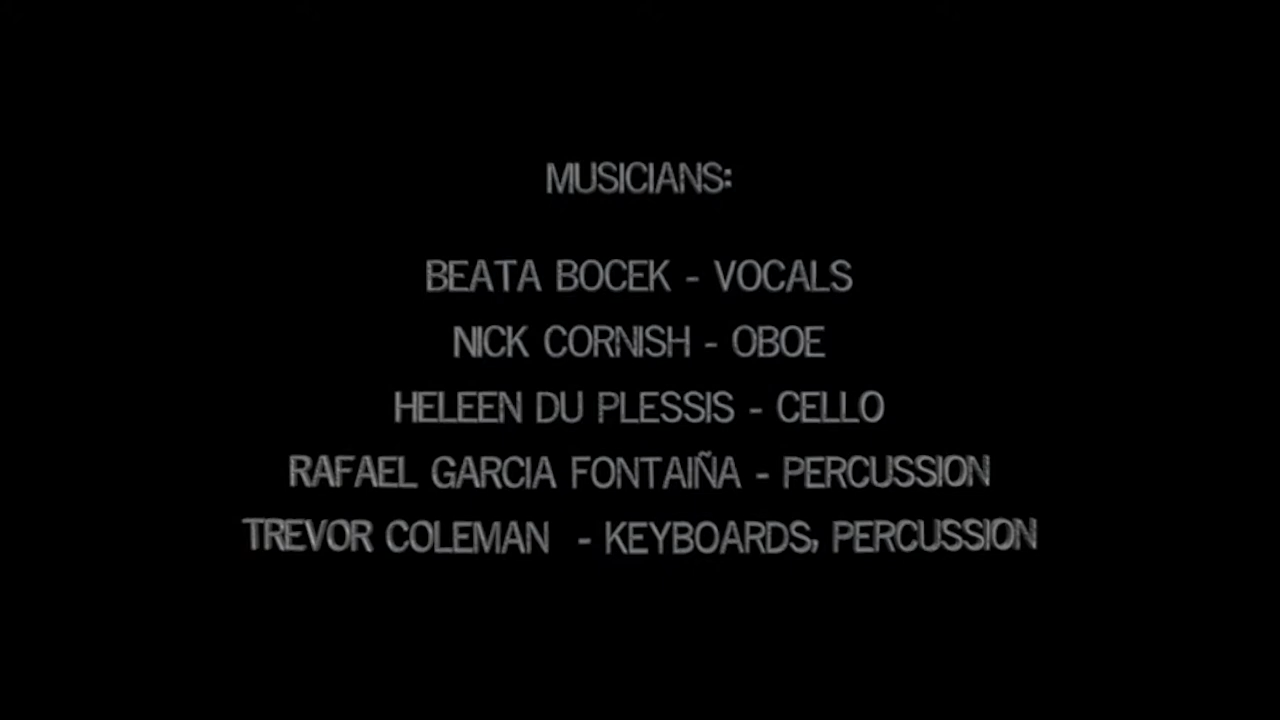 MUSICIANS:
BEATA BOCEK - VOCALS
NICK CORNISH - OBOE
HELEEN DU PLESSIS - CELLO
RAFAEL GARCIA FONTAIÑA - PERCUSSION
TREVOR COLEMAN - KEYBOARDS, PERCUSSION